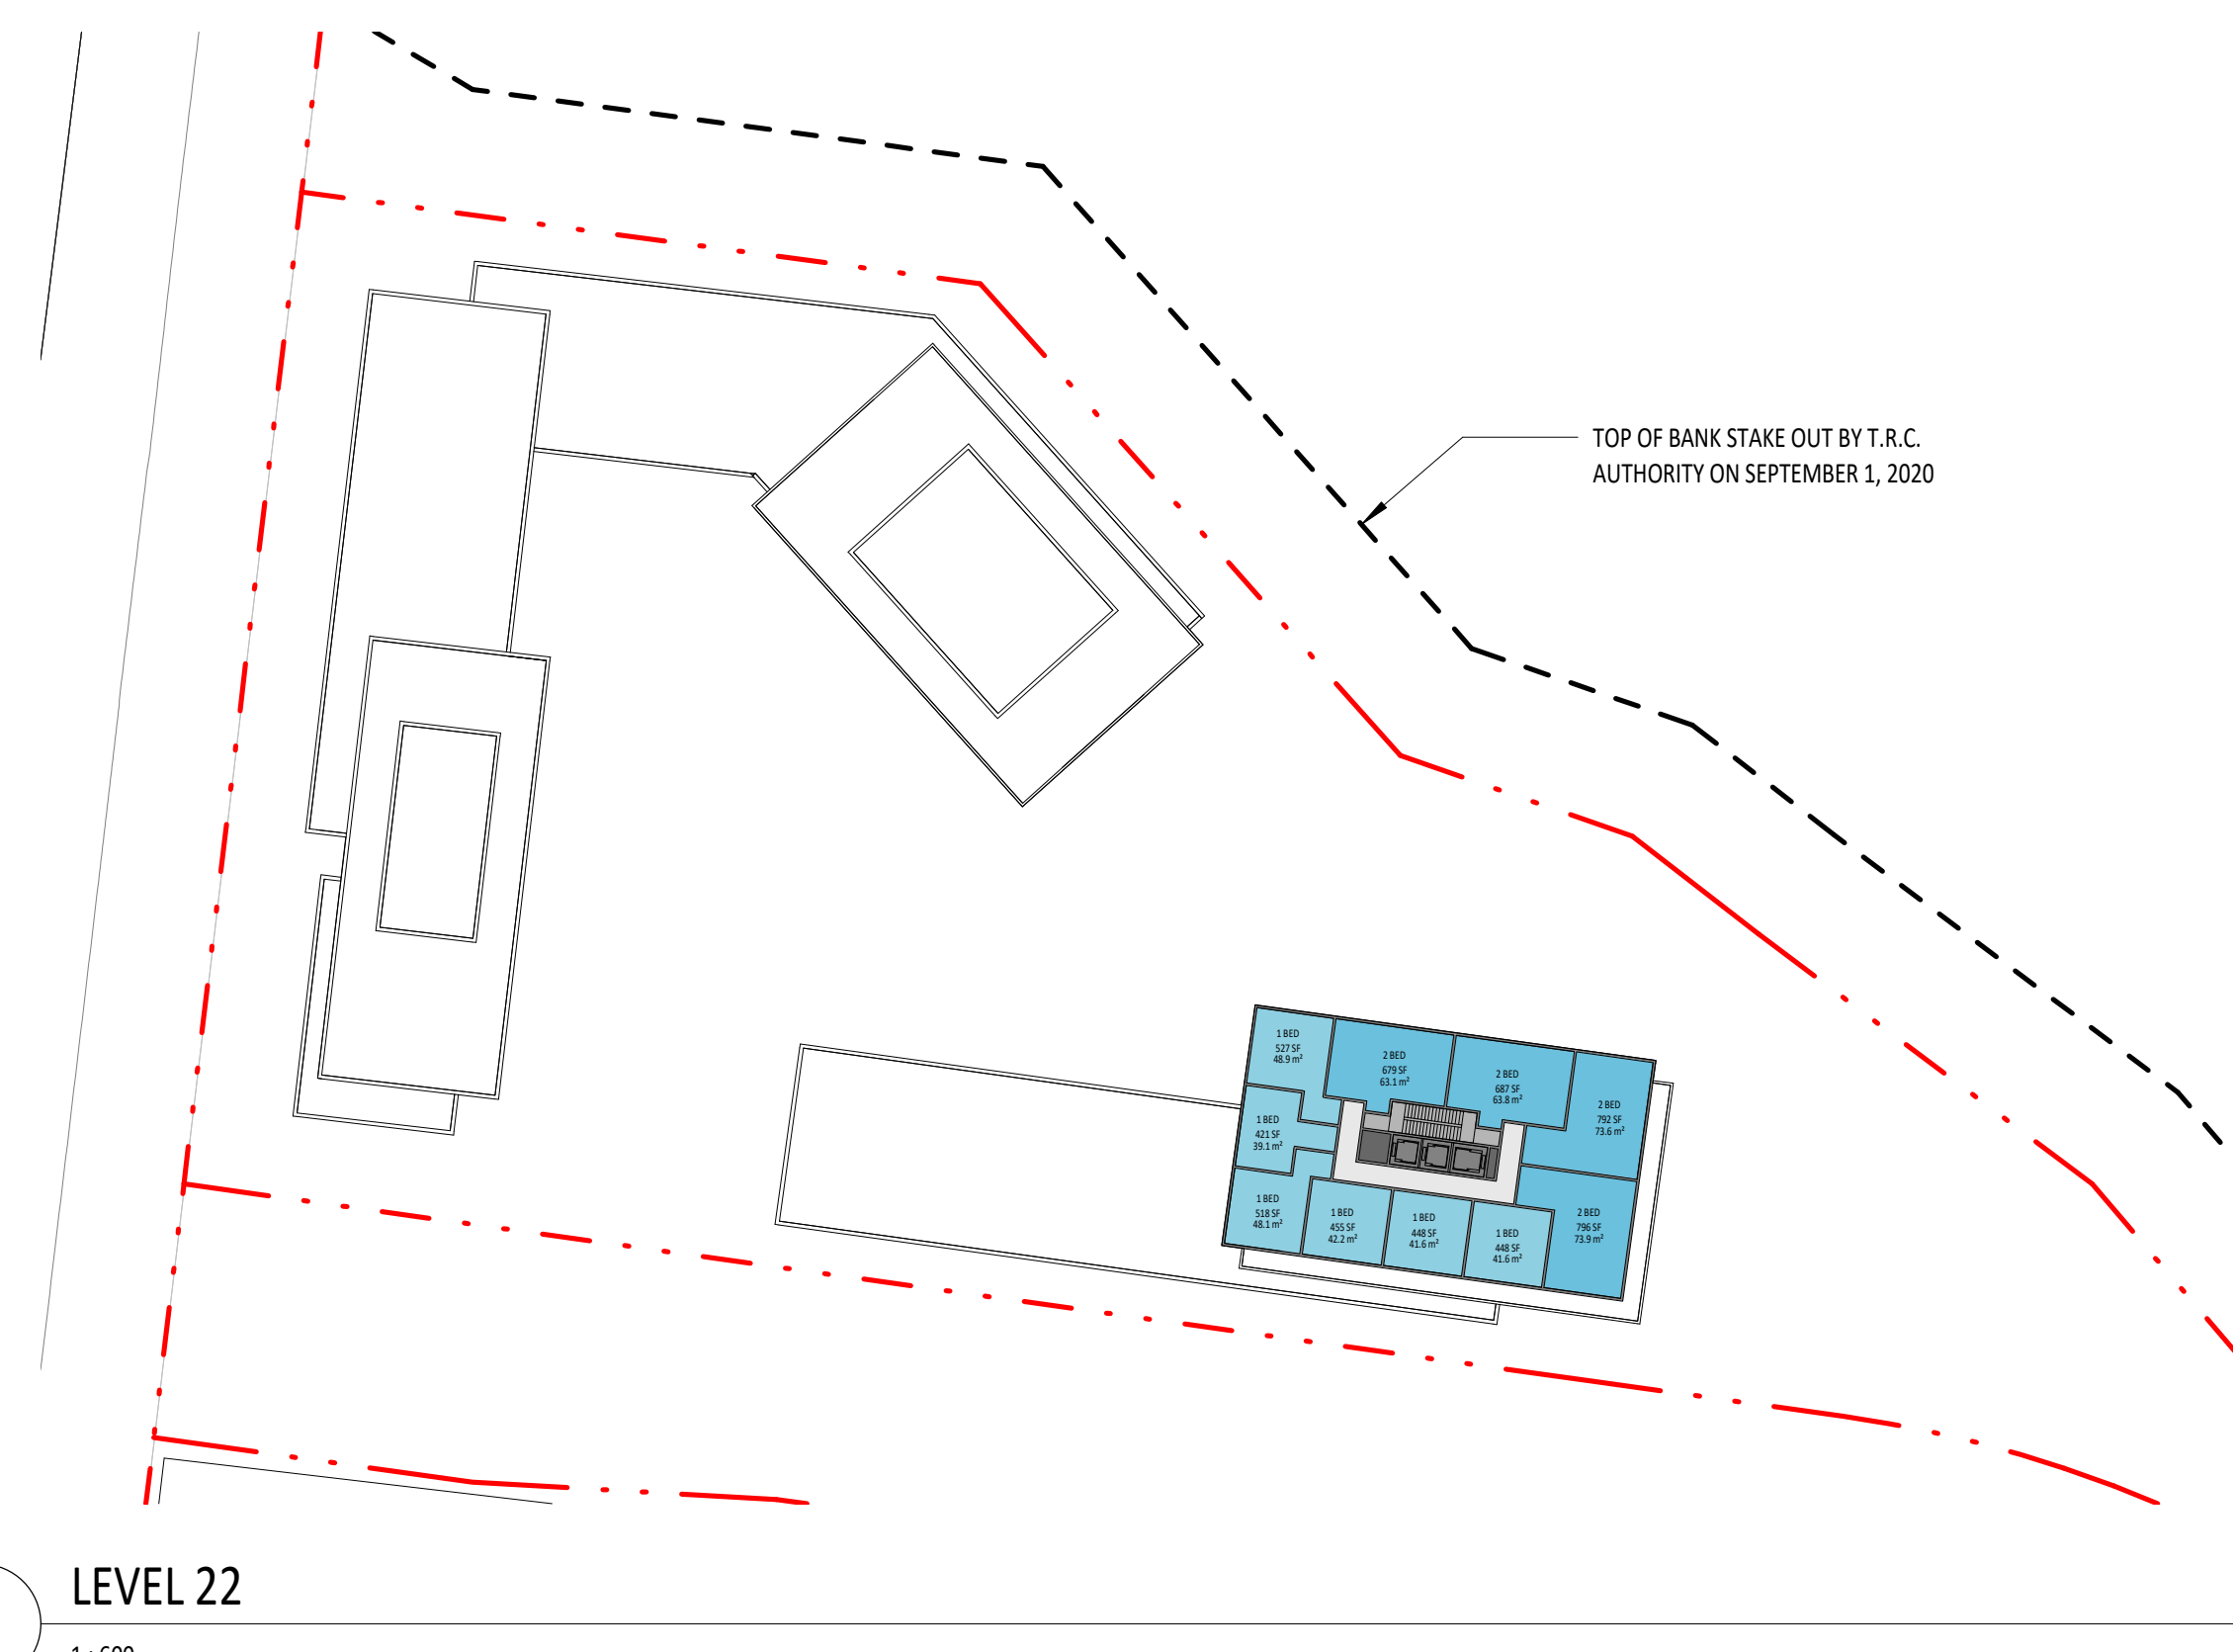 TOP OF BANK STAKE OUT BY T.R.C.
AUTHORITY ON SEPTEMBER 1, 2020
1 BED
527 SF
48.9 m²
2 BED
679 SF
63.1 m²
2 BED
687 SF
63.8 m²
2 BED
792 SF
73.6 m²
1 BED
421 SF
39.1 m²
1 BED
518 SF
48.1 m²
1 BED
455 SF
42.2 m²
1 BED
448 SF
41.6 m²
1 BED
448 SF
41.6 m²
2 BED
796 SF
73.9 m²
LEVEL 22
1 : 600